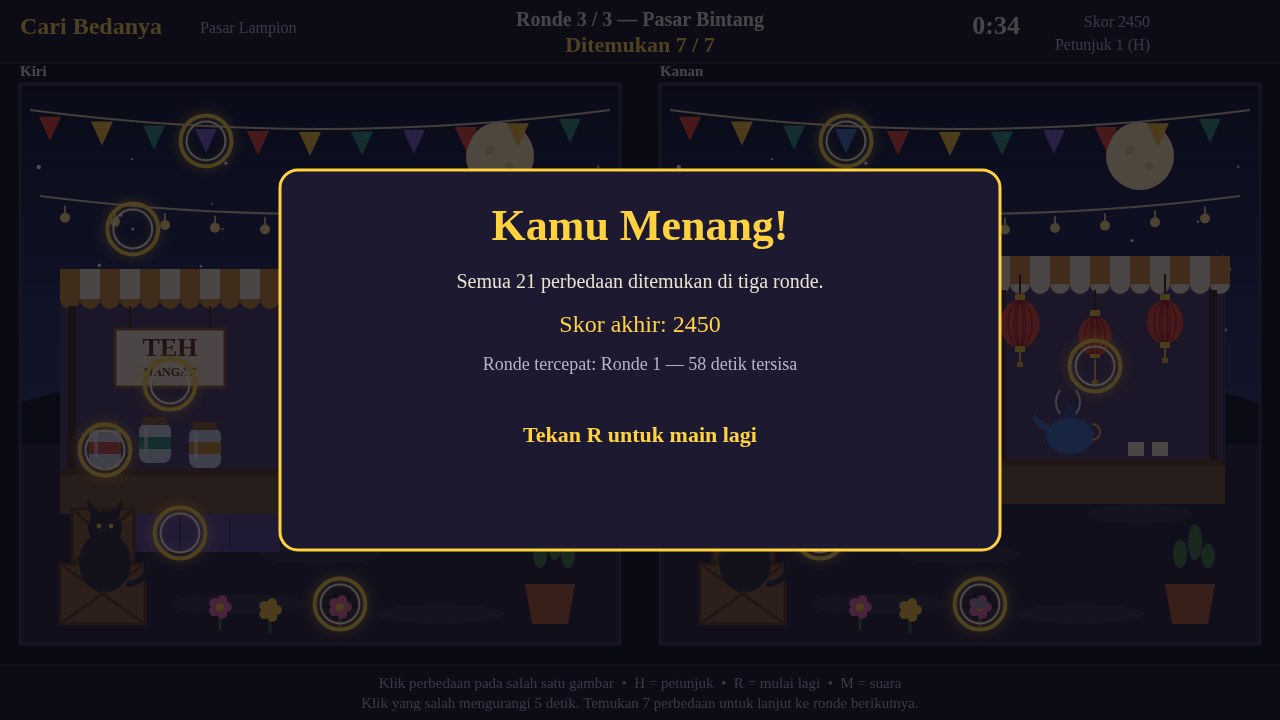 Cari Bedanya
Pasar Lampion
Ronde 3 / 3 — Pasar Bintang
Ditemukan 7 / 7
0:34
Skor 2450
Petunjuk 1 (H)
Kiri
Kanan
Kamu Menang!
Semua 21 perbedaan ditemukan di tiga ronde.
Skor akhir: 2450
Ronde tercepat: Ronde 1 — 58 detik tersisa
Tekan R untuk main lagi
TEH
HANGAT
Klik perbedaan pada salah satu gambar • H = petunjuk • R = mulai lagi • M = suara
Klik yang salah mengurangi 5 detik. Temukan 7 perbedaan untuk lanjut ke ronde berikutnya.